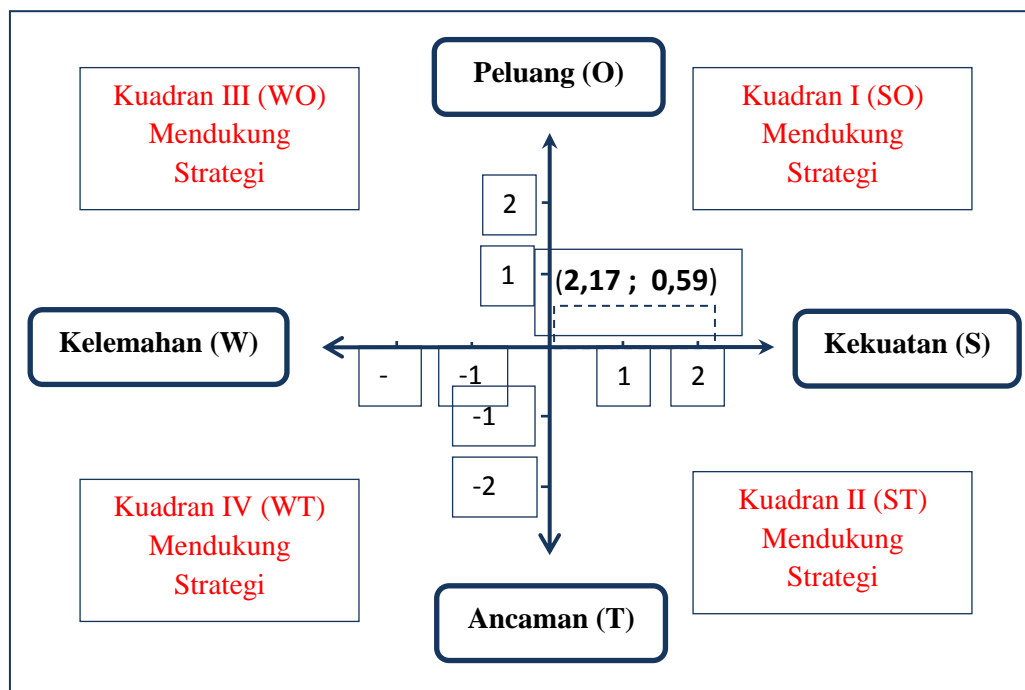 Peluang (O)
Kuadran III (WO)
Mendukung
Strategi
Kuadran I (SO)
Mendukung
Strategi
2
1
(2,17 ; 0,59)
Kelemahan (W)
Kekuatan (S)
-
-1
1
2
-1
-2
Kuadran IV (WT)
Mendukung
Strategi
Kuadran II (ST)
Mendukung
Strategi
Ancaman (T)